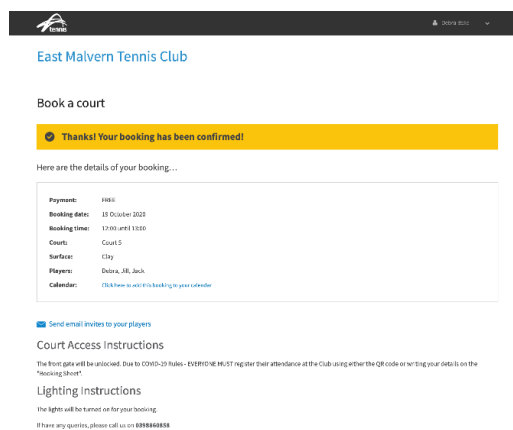 tennis
Debra
East Malvern Tennis Club
Book a court
Thanks! Your booking has been confirmed!
Here are the details of your booking...
Payment: FREE
Booking date: 19 October 2020
Booking time: 12:00 until 13:00
Court: Court 5
Surface: Clay
Players: Debra, Jill, Jack
Calendar: Click here to add this booking to your calendar
Send email invites to your players
Court Access Instructions
The front gate will be unlocked. Due to COVID-19 Rules - EVERYONE MUST register their attendance at the Club using either the QR code or writing your details on the
"Booking Sheet".
Lighting Instructions
The lights will be turned on for your booking.
If have any queries, please call us on 0398860858